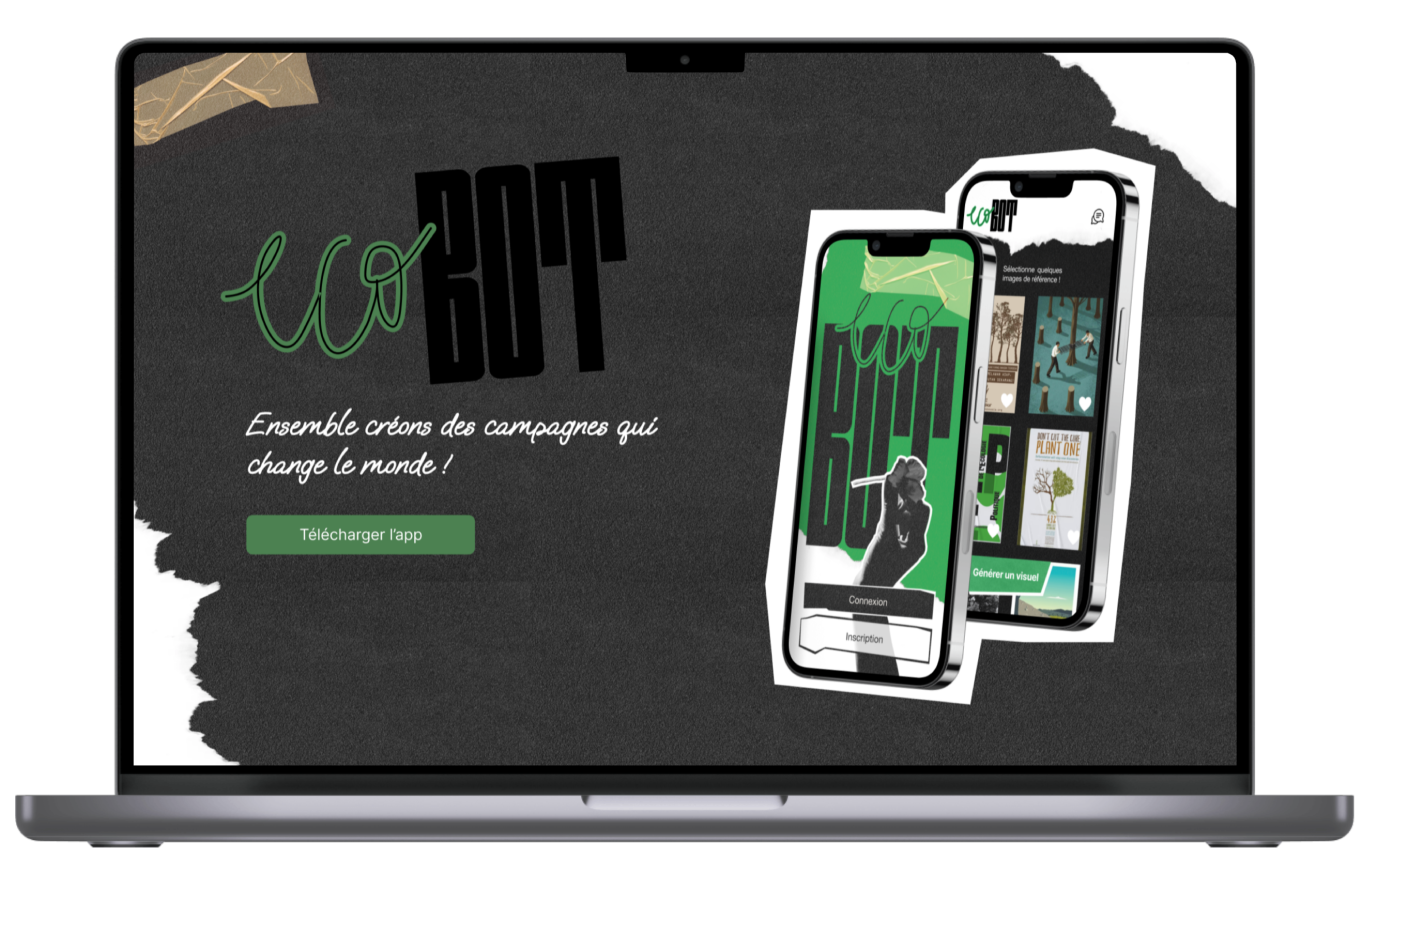 eco BOT
Ensemble créons des campagnes qui
change le monde !
Télécharger l'app
eco
BOT
Connexion
Inscription
eco BOT
Sélectionne quelques
images de référence !
DON'T CUT THE LINE
PLANT ONE
Générer un visuel